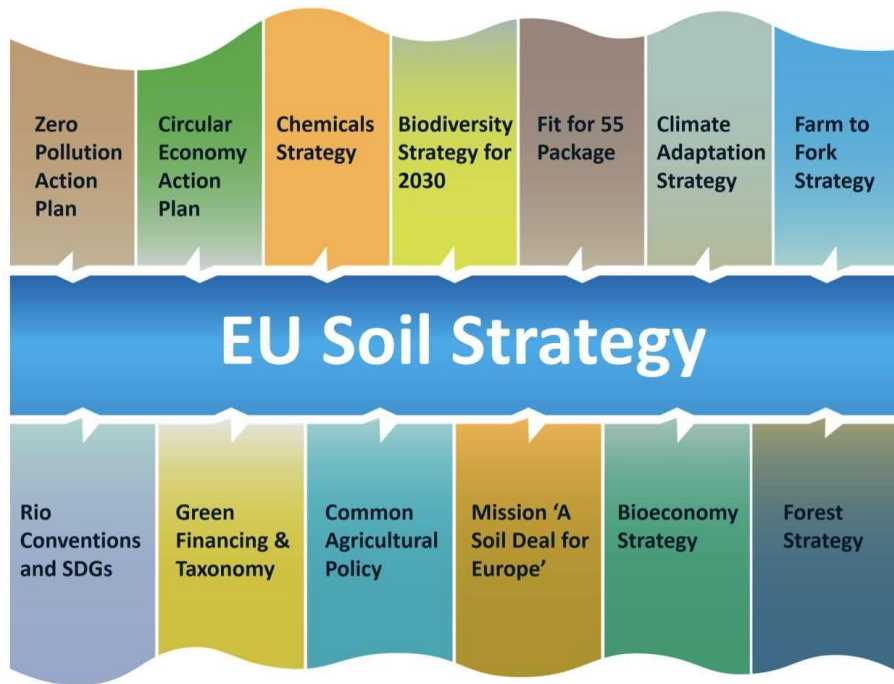 Zero
Pollution
Action
Plan
Circular
Economy
Action
Plan
Chemicals
Strategy
Biodiversity
Strategy for
2030
Fit for 55
Package
Climate
Adaptation
Strategy
Farm to
Fork
Strategy
EU Soil Strategy
Rio
Conventions
and SDGs
Green
Financing &
Taxonomy
Common
Agricultural
Policy
Mission ‘A
Soil Deal for
Europe’
Bioeconomy
Strategy
Forest
Strategy